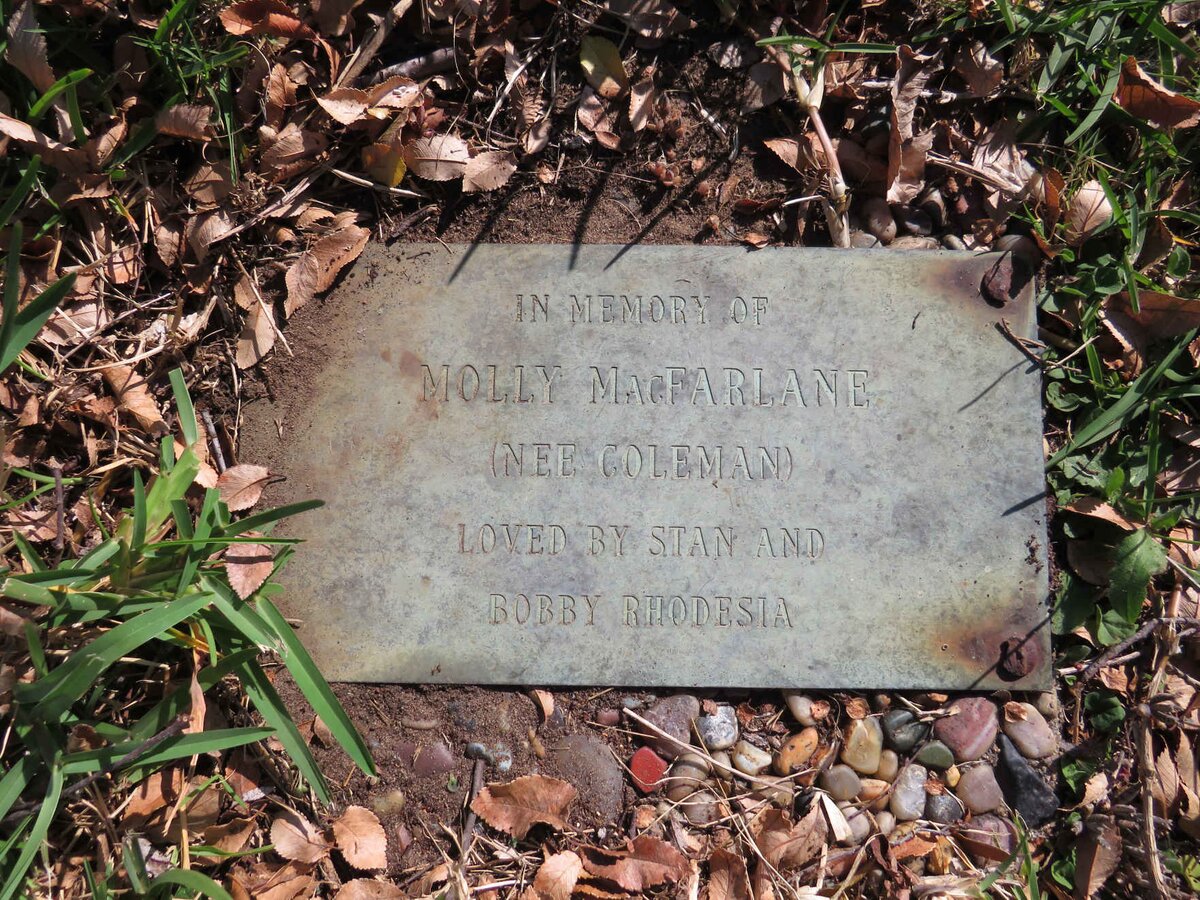 IN MEMORY OF
MOLLY MacFARLANE
(NEE COLEMAN)
LOVED BY STAN AND
BOBBY RHODESIA